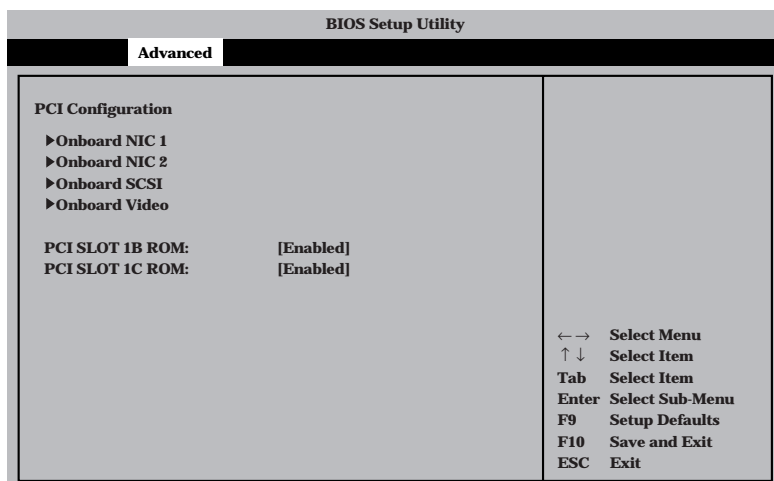 BIOS Setup Utility
Advanced
PCI Configuration
▶Onboard NIC 1
▶Onboard NIC 2
▶Onboard SCSI
▶Onboard Video
PCI SLOT 1B ROM: [Enabled]
PCI SLOT 1C ROM: [Enabled]
←→ Select Menu
↑↓ Select Item
Tab Select Item
Enter Select Sub-Menu
F9 Setup Defaults
F10 Save and Exit
ESC Exit